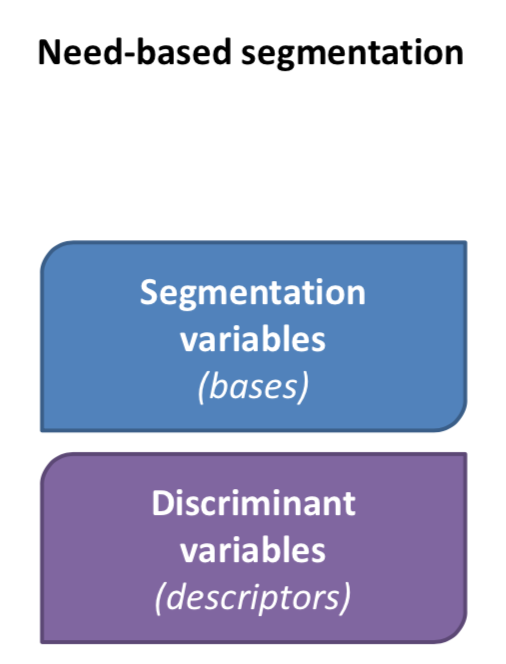 Need-based segmentation
Segmentation
variables
(bases)
Discriminant
variables
(descriptors)